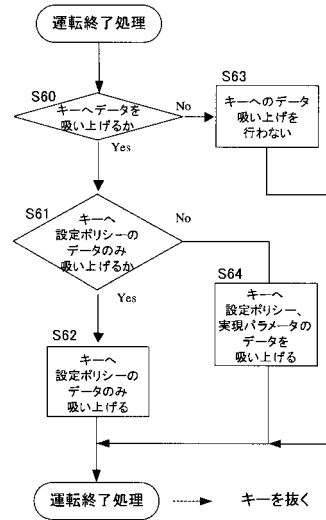 運転終了処理
S60
キーへデータを
吸い上げるか
No
Yes
S63
キーへのデータ
吸い上げを
行わない
S61
キーへ
設定ポリシーの
データのみ
吸い上げるか
No
Yes
S64
キーへ
設定ポリシー、
実現パラメータの
データを
吸い上げる
S62
キーへ
設定ポリシーの
データのみ
吸い上げる
運転終了処理
キーを抜く